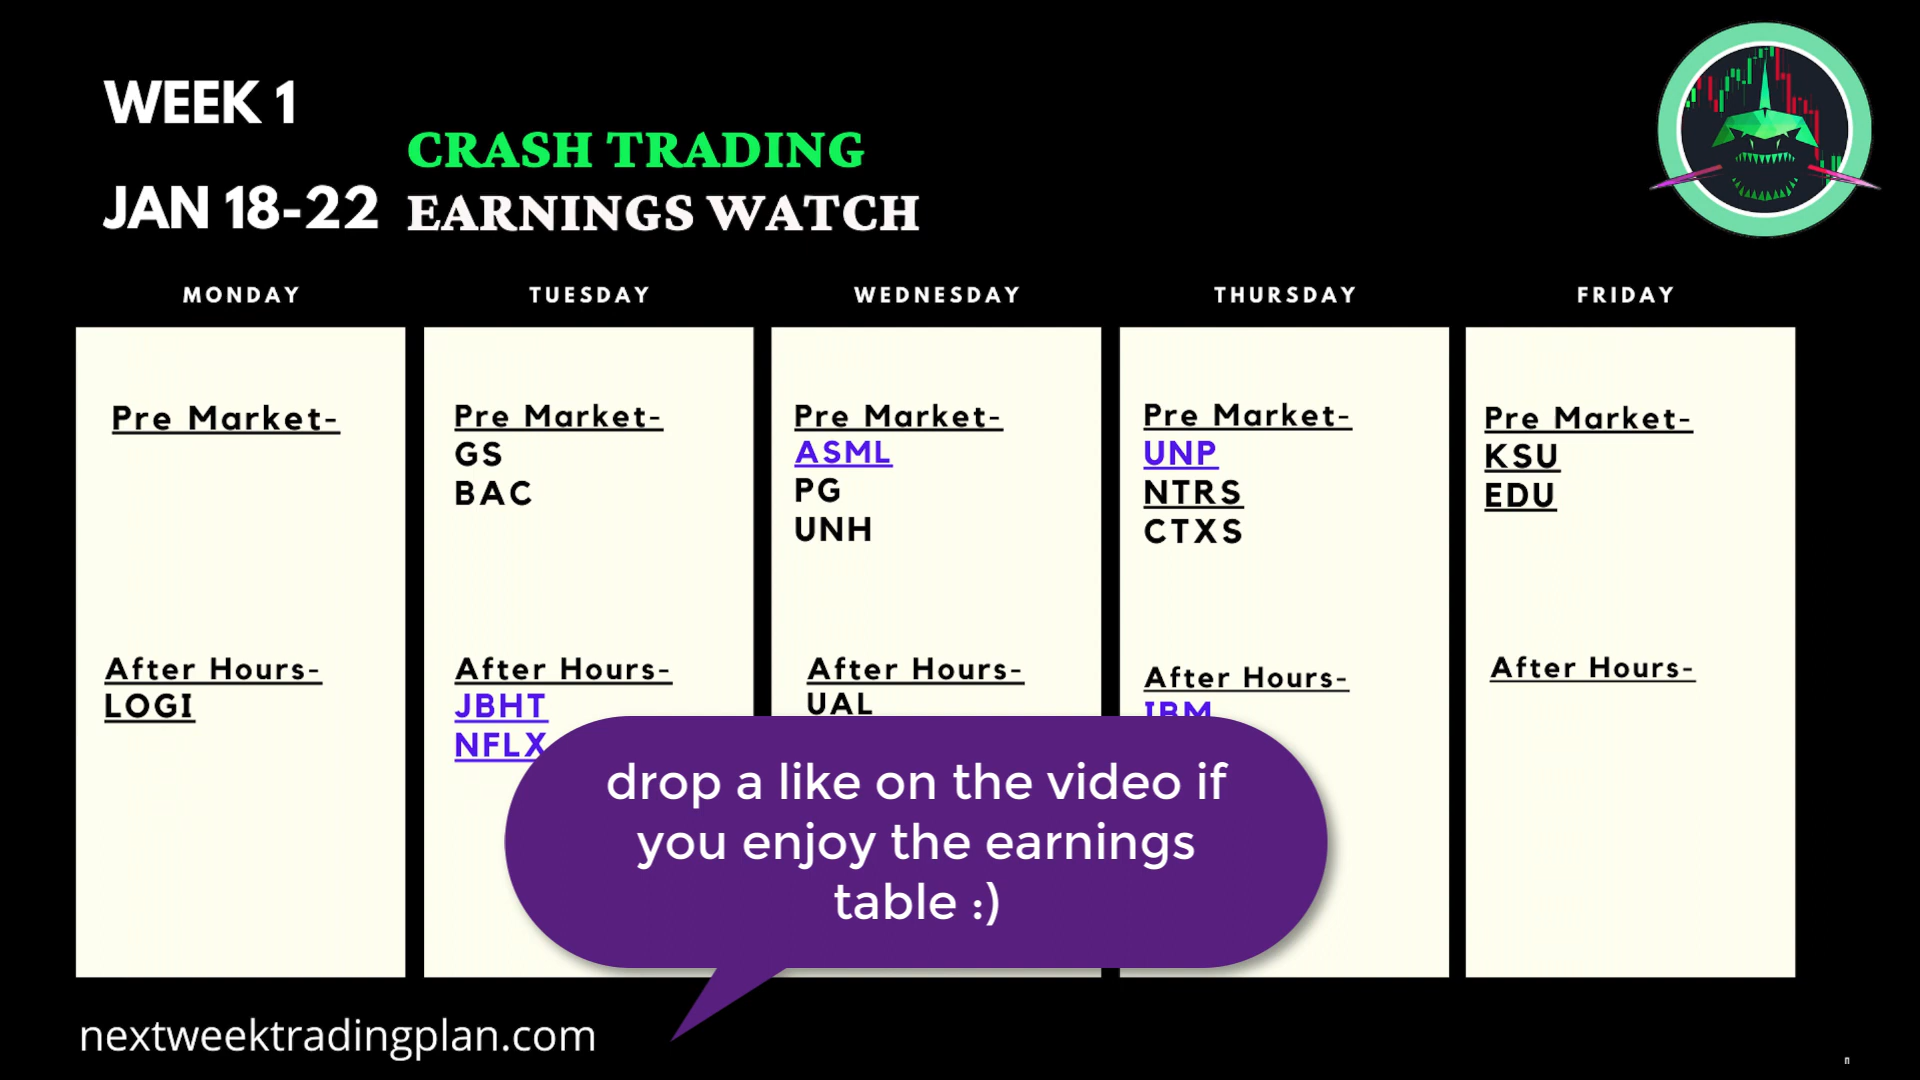 WEEK 1
JAN 18-22
CRASH TRADING
EARNINGS WATCH
MONDAY
Pre Market-
After Hours-
LOGI
TUESDAY
Pre Market-
GS
BAC
After Hours-
JBHT
NFLX
WEDNESDAY
Pre Market-
ASML
PG
UNH
After Hours-
UAL
THURSDAY
Pre Market-
UNP
NTRS
CTXS
After Hours-
IBM
FRIDAY
Pre Market-
KSU
EDU
After Hours-
drop a like on the video if
you enjoy the earnings
table :)
nextweektradingplan.com